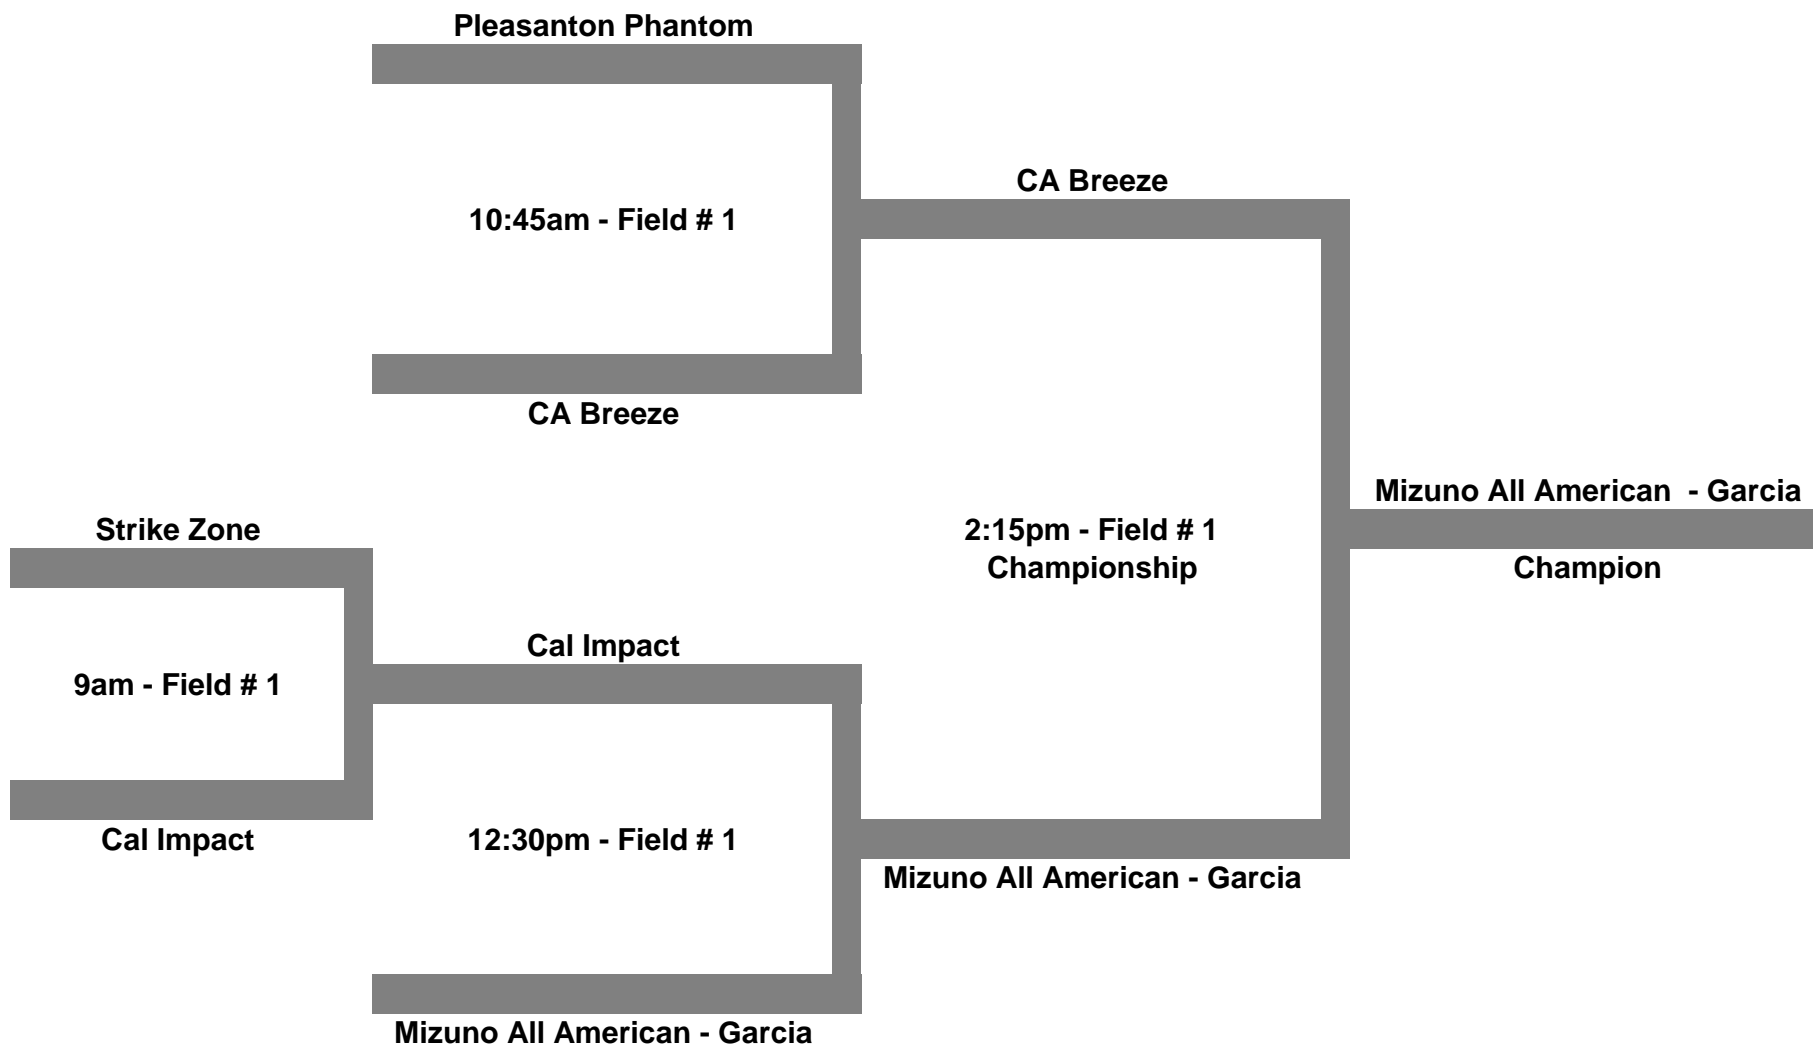 Pleasanton Phantom
CA Breeze
10:45am - Field # 1
CA Breeze
Mizuno All American  - Garcia
Strike Zone
2:15pm - Field # 1
Championship
Champion
Cal Impact
9am - Field # 1
Cal Impact
12:30pm - Field # 1
Mizuno All American - Garcia
Mizuno All American - Garcia